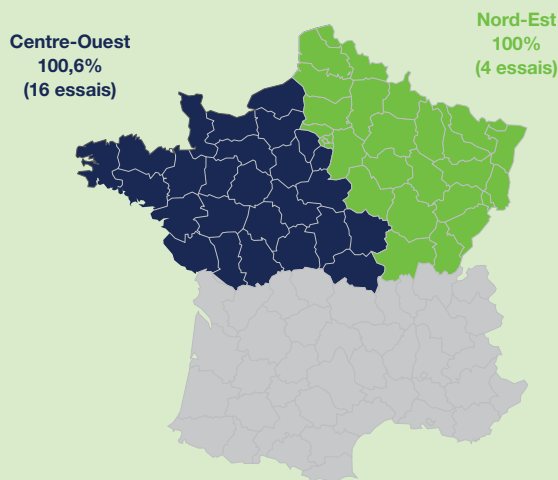 Centre-Ouest
100,6%
(16 essais)
Nord-Est
100%
(4 essais)